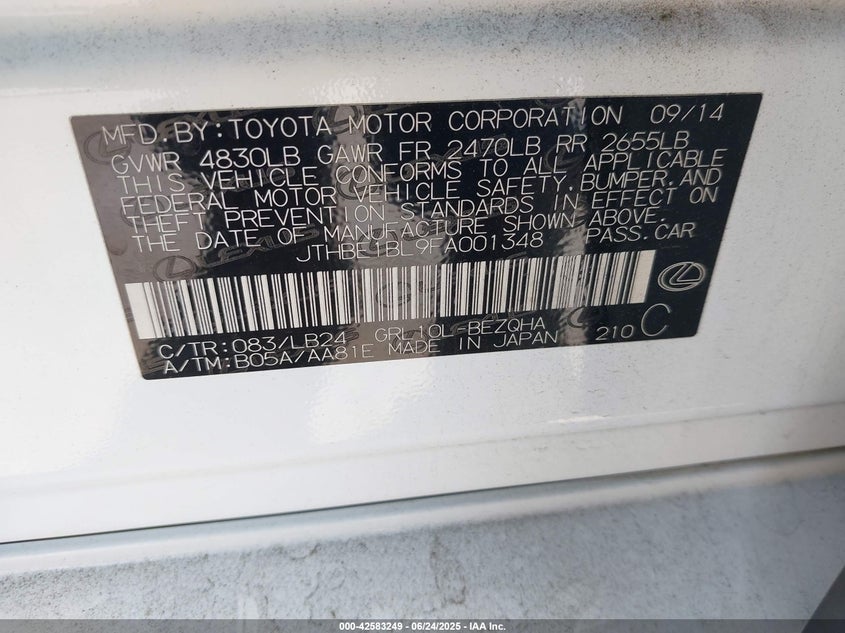 MFD.BY:TOYOTA MOTOR CORPORATION 09/14
GVWR 4830LB GAWR FR 2470LB RR 2655LB
THIS VEHICLE CONFORMS TO ALL APPLICABLE
FEDERAL MOTOR VEHICLE SAFETY,BUMPER,AND
THEFT PREVENTION STANDARDS IN EFFECT ON
THE DATE OF MANUFACTURE SHOWN ABOVE.
JTHBE1BL9FA001348 PASS.CAR
C/TR:083/LB24 GRL10L-BEZQHA
A/TM:B05A/AA81E MADE IN JAPAN 210 C
000-42583249 - 06/24/2025 - IAA Inc.